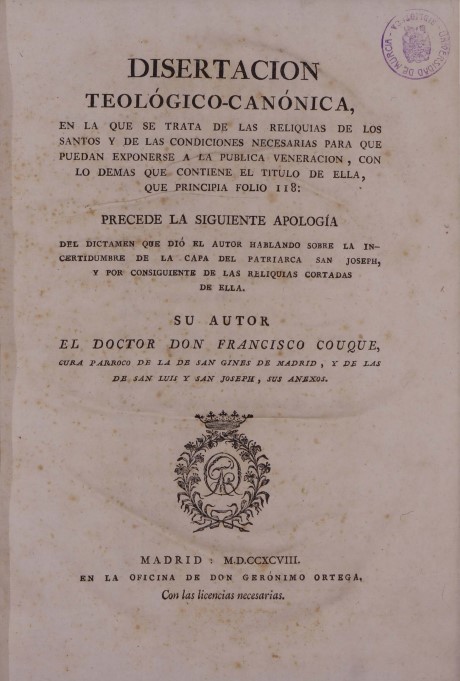 UNIVERSIDAD DE MURCIA
DISERTACION
TEOLÓGICO-CANÓNICA,
EN LA QUE SE TRATA DE LAS RELIQUIAS DE LOS
SANTOS Y DE LAS CONDICIONES NECESARIAS PARA QUE
PUEDAN EXPONERSE A LA PUBLICA VENERACION, CON
LO DEMAS QUE CONTIENE EL TITULO DE ELLA,
QUE PRINCIPIA FOLIO 118:
PRECEDE LA SIGUIENTE APOLOGÍA
DEL DICTAMEN QUE DIÓ EL AUTOR HABLANDO SOBRE LA IN-
CERTIDUMBRE DE LA CAPA DEL PATRIARCA SAN JOSEPH,
Y POR CONSIGUIENTE DE LAS RELIQUIAS CORTADAS
DE ELLA.
SU AUTOR
EL DOCTOR DON FRANCISCO COUQUE,
CURA PARROCO DE LA DE SAN GINES DE MADRID, Y DE LAS
DE SAN LUIS Y SAN JOSEPH, SUS ANEXOS.
MADRID: M.D.CCXCVIII.
EN LA OFICINA DE DON GERÓNIMO ORTEGA.
Con las licencias necesarias.